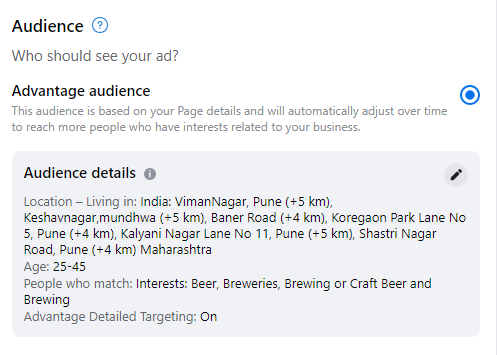 Audience
Who should see your ad?
Advantage audience
This audience is based on your Page details and will automatically adjust over time
to reach more people who have interests related to your business.
Audience details
Location – Living in: India: VimanNagar, Pune (+5 km),
Keshavnagar,mundhwa (+5 km), Baner Road (+4 km), Koregaon Park Lane No
5, Pune (+4 km), Kalyani Nagar Lane No 11, Pune (+5 km), Shastri Nagar
Road, Pune (+4 km) Maharashtra
Age: 25-45
People who match: Interests: Beer, Breweries, Brewing or Craft Beer and
Brewing
Advantage Detailed Targeting: On